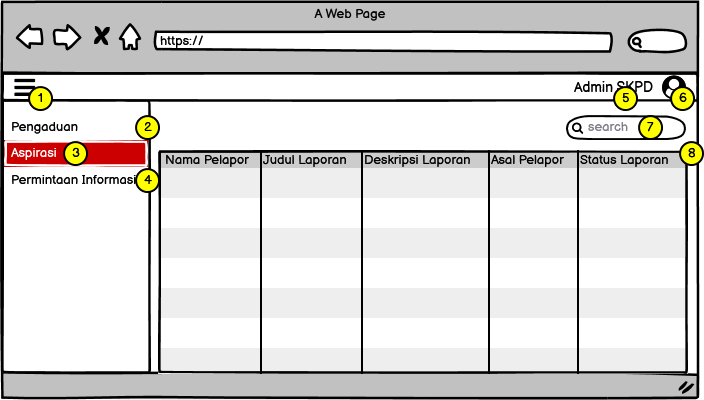 A Web Page
https://
1
Admin SKPD
5
6
Pengaduan
2
search
7
Aspirasi
3
8
Nama Pelapor
Judul Laporan
Deskripsi Laporan
Asal Pelapor
Status Laporan
Permintaan Informasi
4